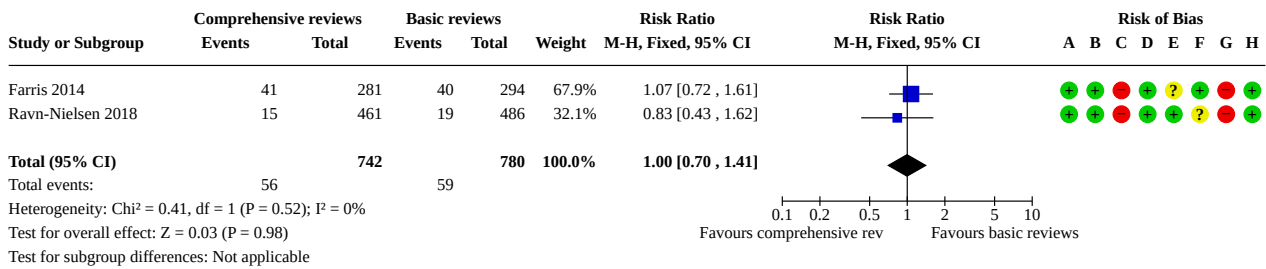 Comprehensive reviews Basic reviews Risk Ratio Risk Ratio Risk of Bias
Study or Subgroup Events Total Events Total Weight M-H, Fixed, 95% CI M-H, Fixed, 95% CI A B C D E F G H
Farris 2014 41 281 40 294 67.9% 1.07 [0.72 , 1.61] + + − + ? + − +
Ravn-Nielsen 2018 15 461 19 486 32.1% 0.83 [0.43 , 1.62] + + − + + ? − +
Total (95% CI) 742 780 100.0% 1.00 [0.70 , 1.41]
Total events: 56 59
Heterogeneity: Chi² = 0.41, df = 1 (P = 0.52); I² = 0%
0.1 0.2 0.5 1 2 5 10
Test for overall effect: Z = 0.03 (P = 0.98) Favours comprehensive rev Favours basic reviews
Test for subgroup differences: Not applicable